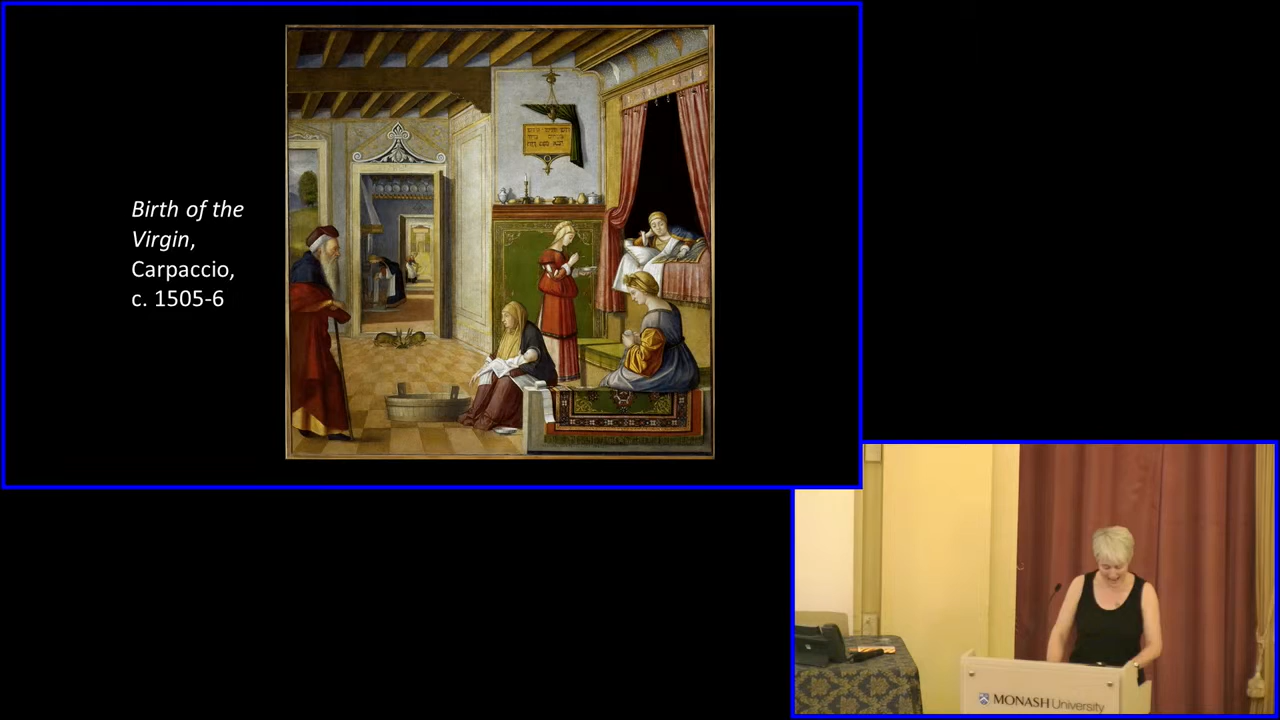 Birth of the
Virgin,
Carpaccio,
c. 1505-6
MONASH University